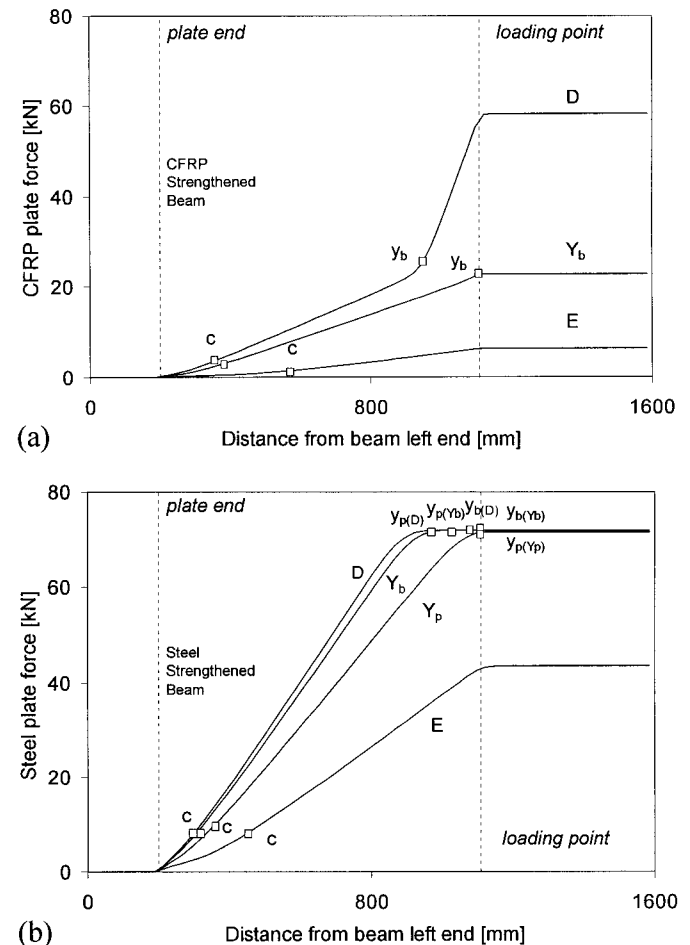 80
plate end
loading point
D
60
CFRP
Strengthened
Beam
40
CFRP plate force [kN]
y_b
y_b
Y_b
20
c
c
E
0
0
800
1600
(a)
Distance from beam left end [mm]
80
plate end
y_p(D)
y_p(Yb)
y_b(D)
y_b(Yb)
y_p(Yp)
D
Y_b
Y_p
60
Steel
Strengthened
Beam
40
Steel plate force [kN]
E
20
c
c
c
loading point
0
0
800
1600
(b)
Distance from beam left end [mm]